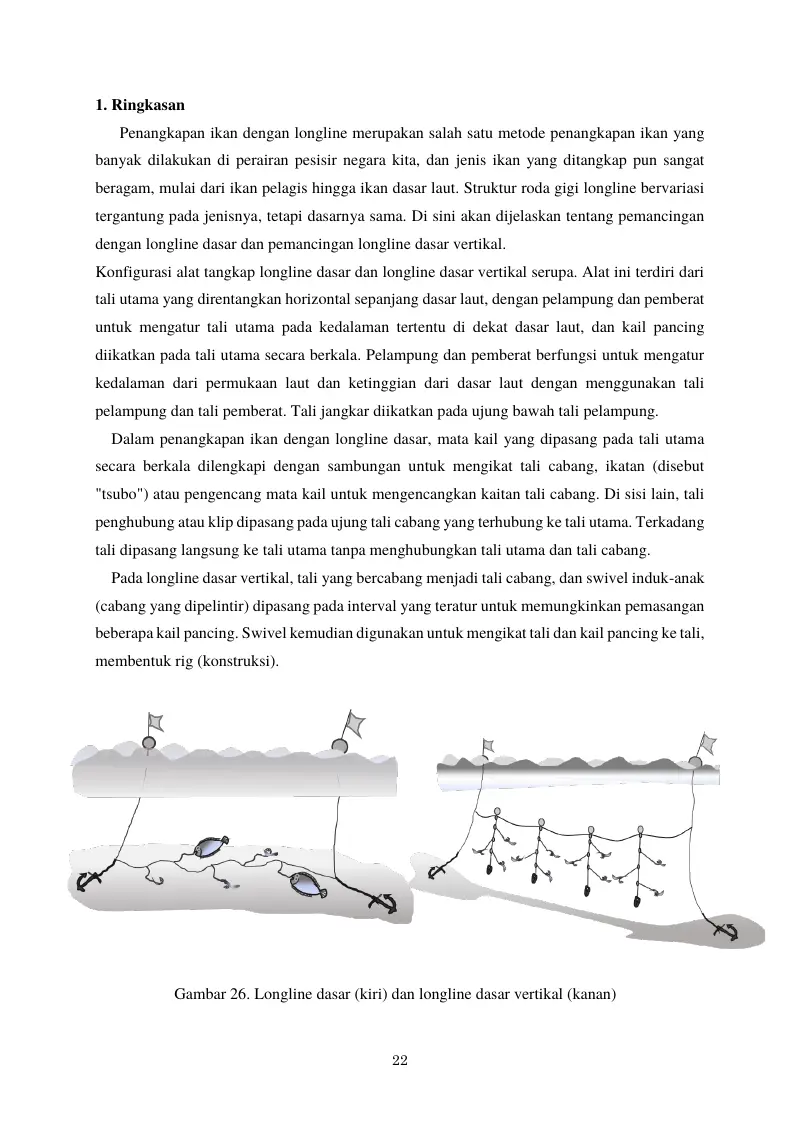 1. Ringkasan
Penangkapan ikan dengan longline merupakan salah satu metode penangkapan ikan yang
banyak dilakukan di perairan pesisir negara kita, dan jenis ikan yang ditangkap pun sangat
beragam, mulai dari ikan pelagis hingga ikan dasar laut. Struktur roda gigi longline bervariasi
tergantung pada jenisnya, tetapi dasarnya sama. Di sini akan dijelaskan tentang pemancingan
dengan longline dasar dan pemancingan longline dasar vertikal.
Konfigurasi alat tangkap longline dasar dan longline dasar vertikal serupa. Alat ini terdiri dari
tali utama yang direntangkan horizontal sepanjang dasar laut, dengan pelampung dan pemberat
untuk mengatur tali utama pada kedalaman tertentu di dekat dasar laut, dan kail pancing
diikatkan pada tali utama secara berkala. Pelampung dan pemberat berfungsi untuk mengatur
kedalaman dari permukaan laut dan ketinggian dari dasar laut dengan menggunakan tali
pelampung dan tali pemberat. Tali jangkar diikatkan pada ujung bawah tali pelampung.
Dalam penangkapan ikan dengan longline dasar, mata kail yang dipasang pada tali utama
secara berkala dilengkapi dengan sambungan untuk mengikat tali cabang, ikatan (disebut
"tsubo") atau pengencang mata kail untuk mengencangkan kaitan tali cabang. Di sisi lain, tali
penghubung atau klip dipasang pada ujung tali cabang yang terhubung ke tali utama. Terkadang
tali dipasang langsung ke tali utama tanpa menghubungkan tali utama dan tali cabang.
Pada longline dasar vertikal, tali yang bercabang menjadi tali cabang, dan swivel induk-anak
(cabang yang dipelintir) dipasang pada interval yang teratur untuk memungkinkan pemasangan
beberapa kail pancing. Swivel kemudian digunakan untuk mengikat tali dan kail pancing ke tali,
membentuk rig (konstruksi).
Gambar 26. Longline dasar (kiri) dan longline dasar vertikal (kanan)
22